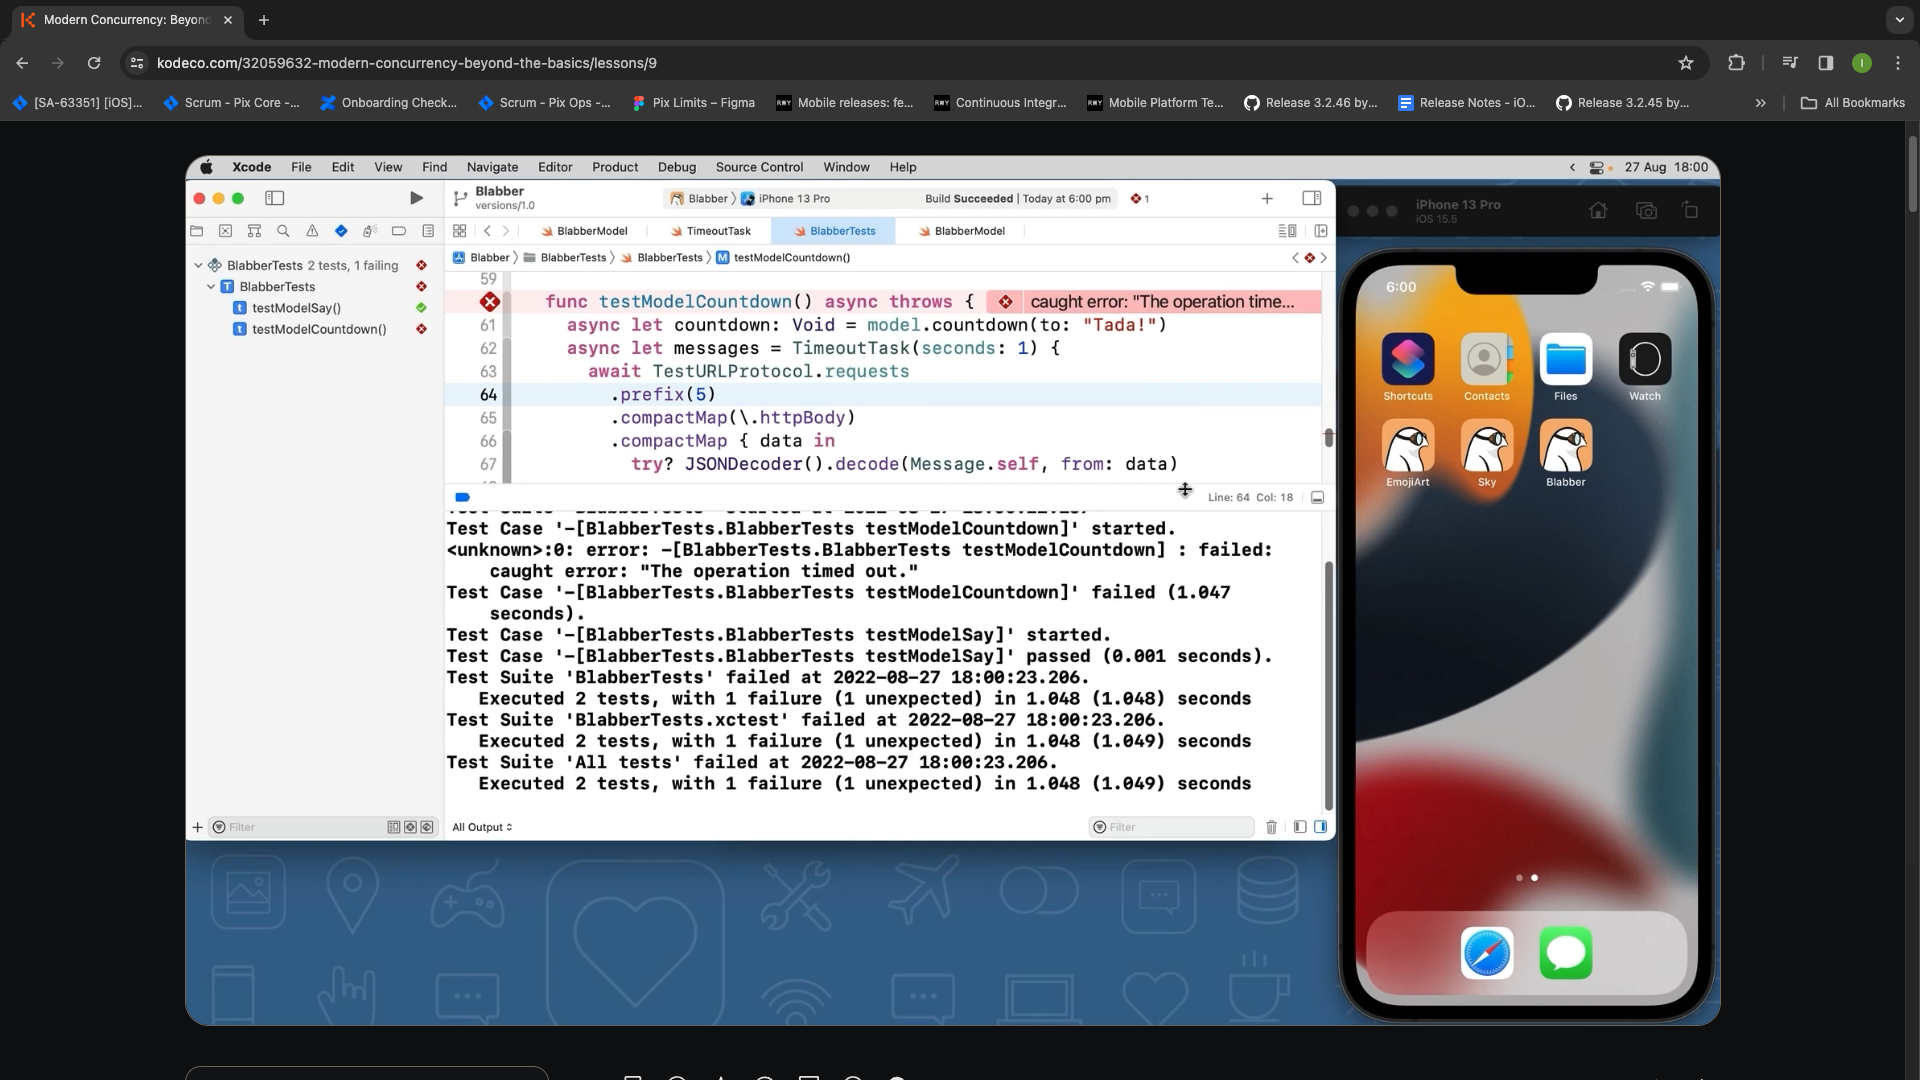 Modern Concurrency: Beyond
kodeco.com/32059632-modern-concurrency-beyond-the-basics/lessons/9
I
[SA-63351] [iOS]...
Scrum - Pix Core -...
Onboarding Check...
Scrum - Pix Ops -...
Pix Limits – Figma
RWY Mobile releases: fe...
RWY Continuous Integr...
RWY Mobile Platform Te...
Release 3.2.46 by...
Release Notes - iO...
Release 3.2.45 by...
All Bookmarks
Xcode File Edit View Find Navigate Editor Product Debug Source Control Window Help
27 Aug 18:00
Blabber
versions/1.0
Blabber
iPhone 13 Pro
Build Succeeded | Today at 6:00 pm
1
iPhone 13 Pro
iOS 15.5
BlabberModel
TimeoutTask
BlabberTests
BlabberModel
Blabber
BlabberTests
BlabberTests
M testModelCountdown()
BlabberTests 2 tests, 1 failing
T BlabberTests
t testModelSay()
t testModelCountdown()
59
func testModelCountdown() async throws {
caught error: "The operation time...
61 async let countdown: Void = model.countdown(to: "Tada!")
62 async let messages = TimeoutTask(seconds: 1) {
63 await TestURLProtocol.requests
64 .prefix(5)
65 .compactMap(\.httpBody)
66 .compactMap { data in
67 try? JSONDecoder().decode(Message.self, from: data)
Line: 64 Col: 18
Test Case '-[BlabberTests.BlabberTests testModelCountdown]' started.
<unknown>:0: error: -[BlabberTests.BlabberTests testModelCountdown] : failed:
caught error: "The operation timed out."
Test Case '-[BlabberTests.BlabberTests testModelCountdown]' failed (1.047
seconds).
Test Case '-[BlabberTests.BlabberTests testModelSay]' started.
Test Case '-[BlabberTests.BlabberTests testModelSay]' passed (0.001 seconds).
Test Suite 'BlabberTests' failed at 2022-08-27 18:00:23.206.
Executed 2 tests, with 1 failure (1 unexpected) in 1.048 (1.048) seconds
Test Suite 'BlabberTests.xctest' failed at 2022-08-27 18:00:23.206.
Executed 2 tests, with 1 failure (1 unexpected) in 1.048 (1.049) seconds
Test Suite 'All tests' failed at 2022-08-27 18:00:23.206.
Executed 2 tests, with 1 failure (1 unexpected) in 1.048 (1.049) seconds
Filter
All Output
Filter
6:00
Shortcuts
Contacts
Files
Watch
EmojiArt
Sky
Blabber